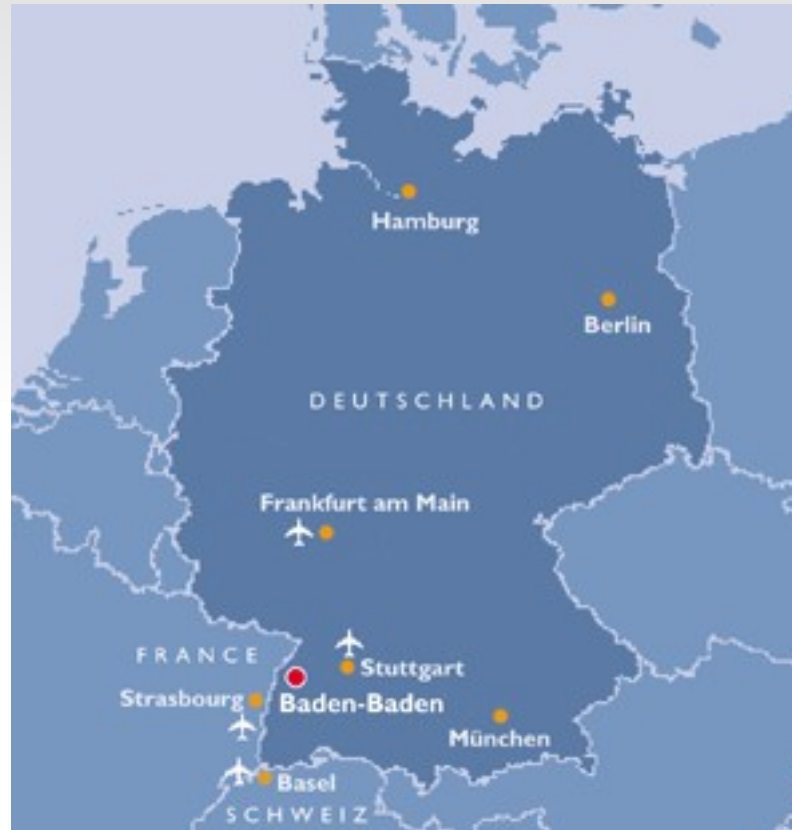 Hamburg
Berlin
DEUTSCHLAND
Frankfurt am Main
FRANCE
Stuttgart
Strasbourg
Baden-Baden
München
Basel
SCHWEIZ